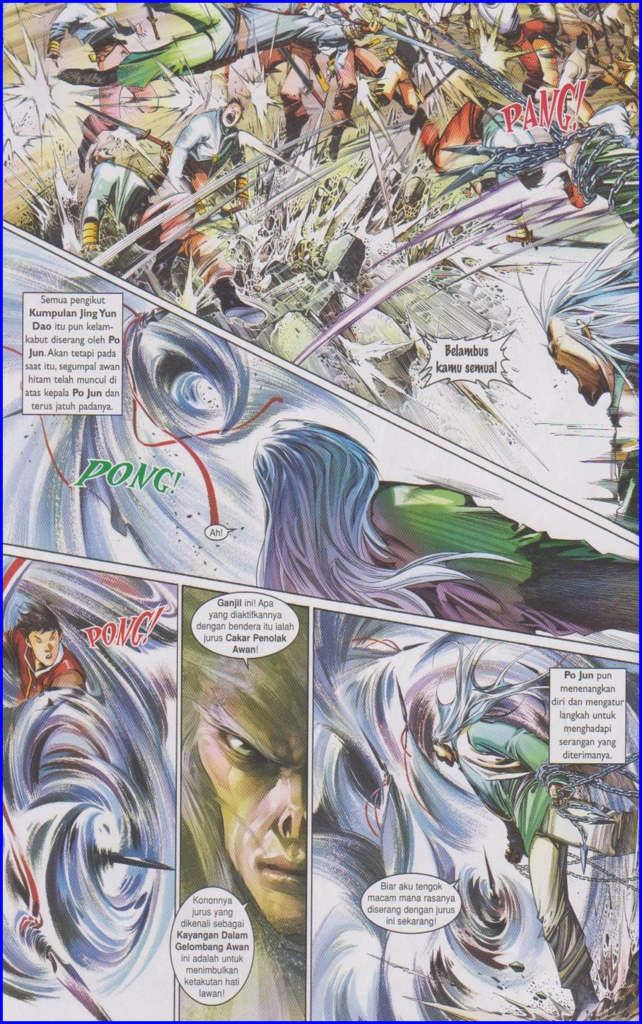 PANG!
Belambus
kamu semua!
Semua pengikut
Kumpulan Jing Yun
Dao itu pun kelam-
kabut diserang oleh Po
Jun. Akan tetapi pada
saat itu, segumpal awan
hitam telah muncul di
atas kepala Po Jun dan
terus jatuh padanya.
PONG!
Ah!
PONG!
Ganjil ini! Apa
yang diaktifkannya
dengan bendera itu ialah
jurus Cakar Penolak
Awan!
Kononnya
jurus yang
dikenali sebagai
Kayangan Dalam
Gelombang Awan
ini adalah untuk
menimbulkan
ketakutan hati
lawan!
Po Jun pun
menenangkan
diri dan mengatur
langkah untuk
menghadapi
serangan yang
diterimanya.
Biar aku tengok
macam mana rasanya
diserang dengan jurus
ini sekarang!